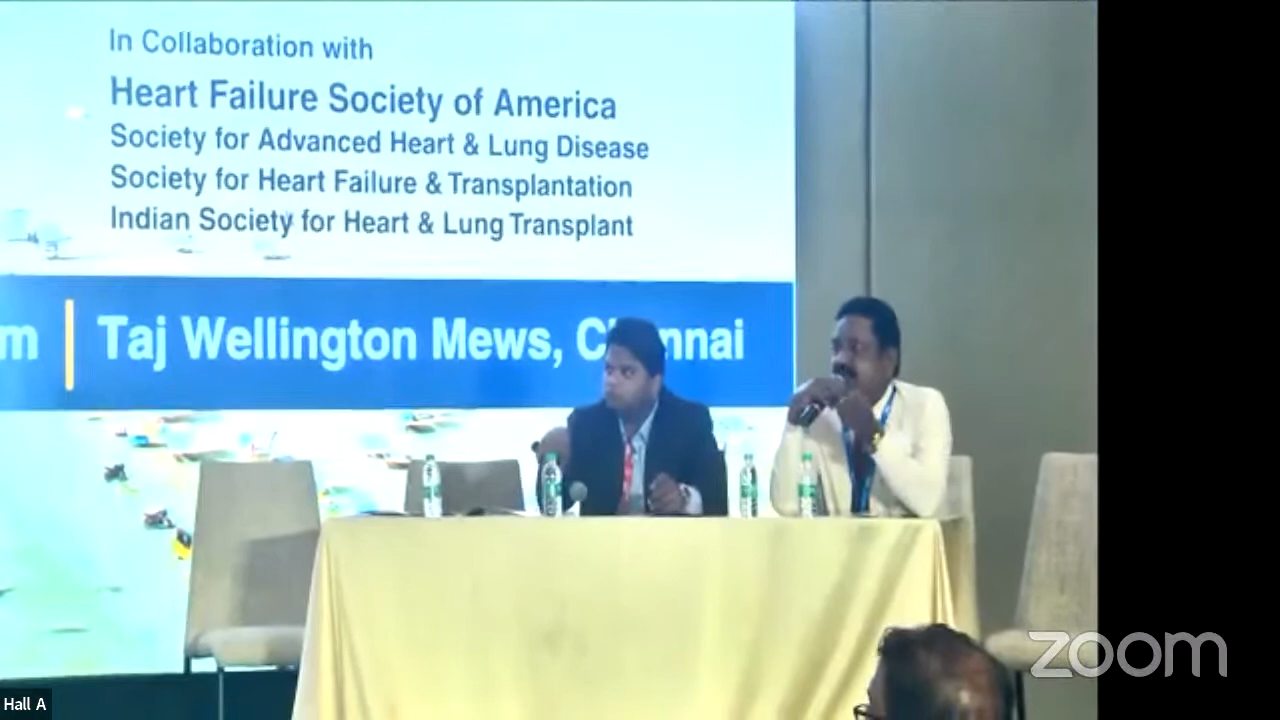 In Collaboration with
Heart Failure Society of America
Society for Advanced Heart & Lung Disease
Society for Heart Failure & Transplantation
Indian Society for Heart & Lung Transplant
m | Taj Wellington Mews, Chennai
zoom
Hall A